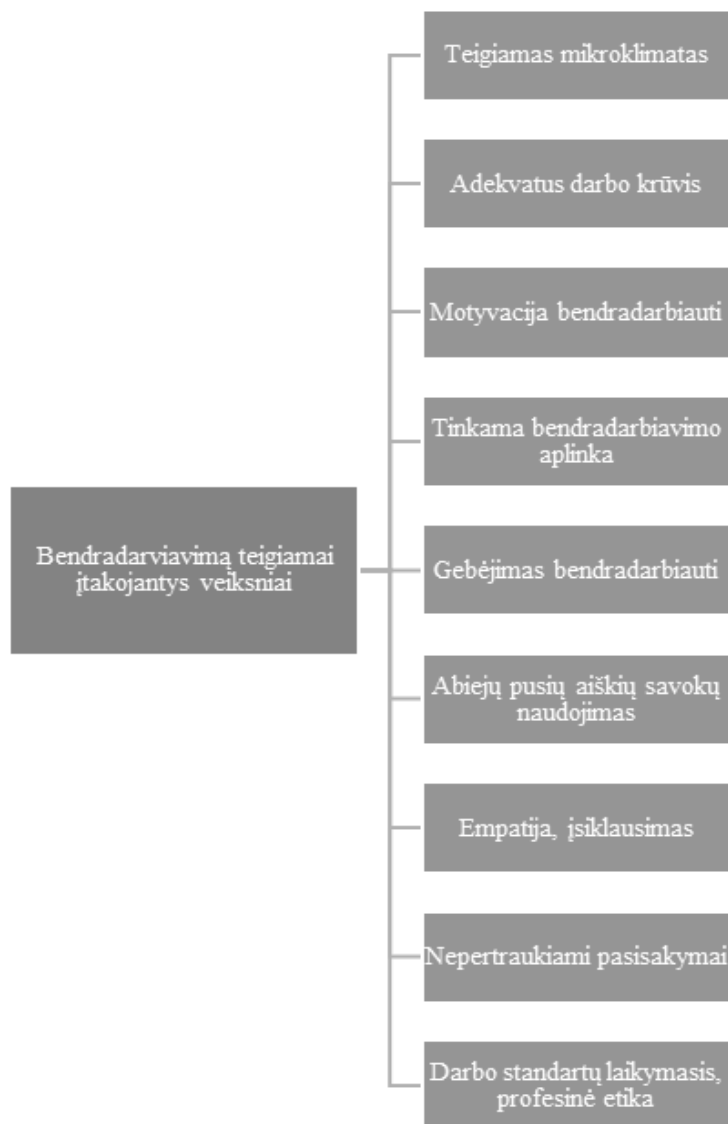 Teigiamas mikroklimatas
Adekvatus darbo krūvis
Motyvacija bendradarbiauti
Tinkama bendradarbiavimo
aplinka
Bendradarviavimą teigiamai
įtakojantys veiksniai
Gebėjimas bendradarbiauti
Abiejų pusių aiškių savokų
naudojimas
Empatija, įsiklausimas
Nepertraukiami pasisakymai
Darbo standartų laikymasis,
profesinė etika